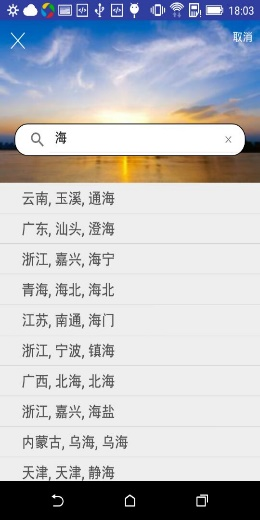 18:03
取消
海
云南, 玉溪, 通海
广东, 汕头, 澄海
浙江, 嘉兴, 海宁
青海, 海北, 海北
江苏, 南通, 海门
浙江, 宁波, 镇海
广西, 北海, 北海
浙江, 嘉兴, 海盐
内蒙古, 乌海, 乌海
天津, 天津, 静海